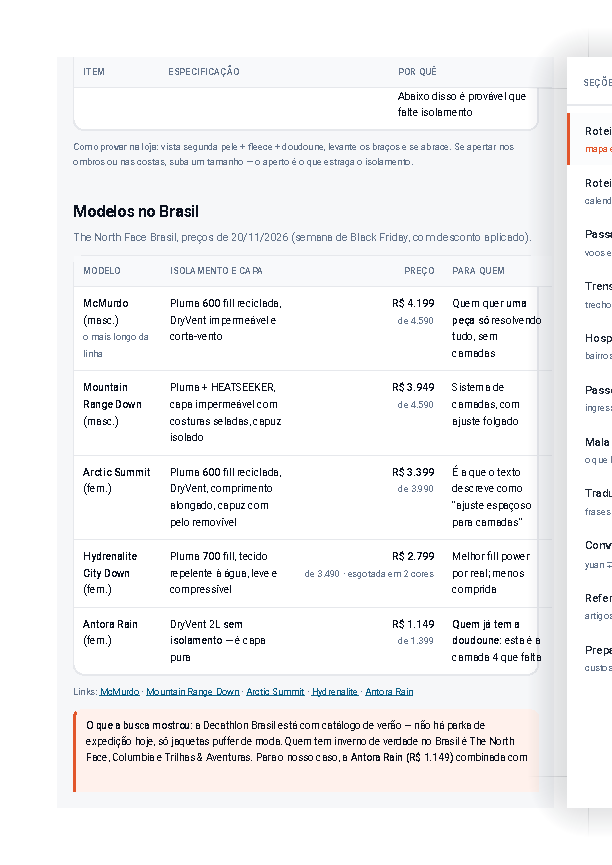 ITEM ESPECIFICAÇÃO POR QUÊ
Abaixo disso é provável que
falte isolamento
Como provar na loja: vista segunda pele + fleece + doudoune, levante os braços e se abrace. Se apertar nos
ombros ou nas costas, suba um tamanho — o aperto é o que estraga o isolamento.
Modelos no Brasil
The North Face Brasil, preços de 20/11/2026 (semana de Black Friday, com desconto aplicado).
MODELO ISOLAMENTO E CAPA PREÇO PARA QUEM
McMurdo Pluma 600 fill reciclada, R$ 4.199 Quem quer uma
(masc.) DryVent impermeável e de 4.590 peça só resolvendo
o mais longo da corta-vento tudo, sem
linha camadas
Mountain Pluma + HEATSEEKER, R$ 3.949 Sistema de
Range Down capa impermeável com de 4.590 camadas, com
(masc.) costuras seladas, capuz ajuste folgado
isolado
Arctic Summit Pluma 600 fill reciclada, R$ 3.399 É a que o texto
(fem.) DryVent, comprimento de 3.990 descreve como
alongado, capuz com "ajuste espaçoso
pelo removível para camadas"
Hydrenalite Pluma 700 fill, tecido R$ 2.799 Melhor fill power
City Down repelente à água, leve e de 3.490 · esgotada em 2 cores por real; menos
(fem.) compressível comprida
Antora Rain DryVent 2L sem R$ 1.149 Quem já tem a
(fem.) isolamento — é capa de 1.399 doudoune: esta é a
pura camada 4 que falta
Links: McMurdo · Mountain Range Down · Arctic Summit · Hydrenalite · Antora Rain
O que a busca mostrou: a Decathlon Brasil está com catálogo de verão — não há parka de
expedição hoje, só jaquetas puffer de moda. Quem tem inverno de verdade no Brasil é The North
Face, Columbia e Trilhas & Aventuras. Para o nosso caso, a Antora Rain (R$ 1.149) combinada com
SEÇÕE
Rotei
mapa e
Rotei
calend
Passa
voos e
Trens
trecho
Hosp
bairros
Passe
ingres
Mala
o que l
Tradu
frases
Conv
yuan
Refer
artigos
Prepa
custos